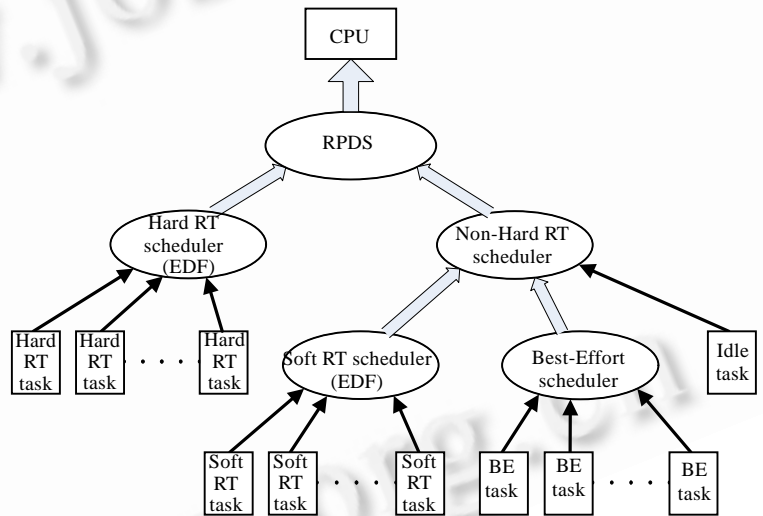 CPU
RPDS
Hard RT
scheduler
(EDF)
Non-Hard RT
scheduler
Hard
RT
task
Hard
RT
task
. . . . .
Hard
RT
task
Soft RT scheduler
(EDF)
Best-Effort
scheduler
Idle
task
Soft
RT
task
Soft
RT
task
. . . . .
Soft
RT
task
BE
task
BE
task
. . . . .
BE
task